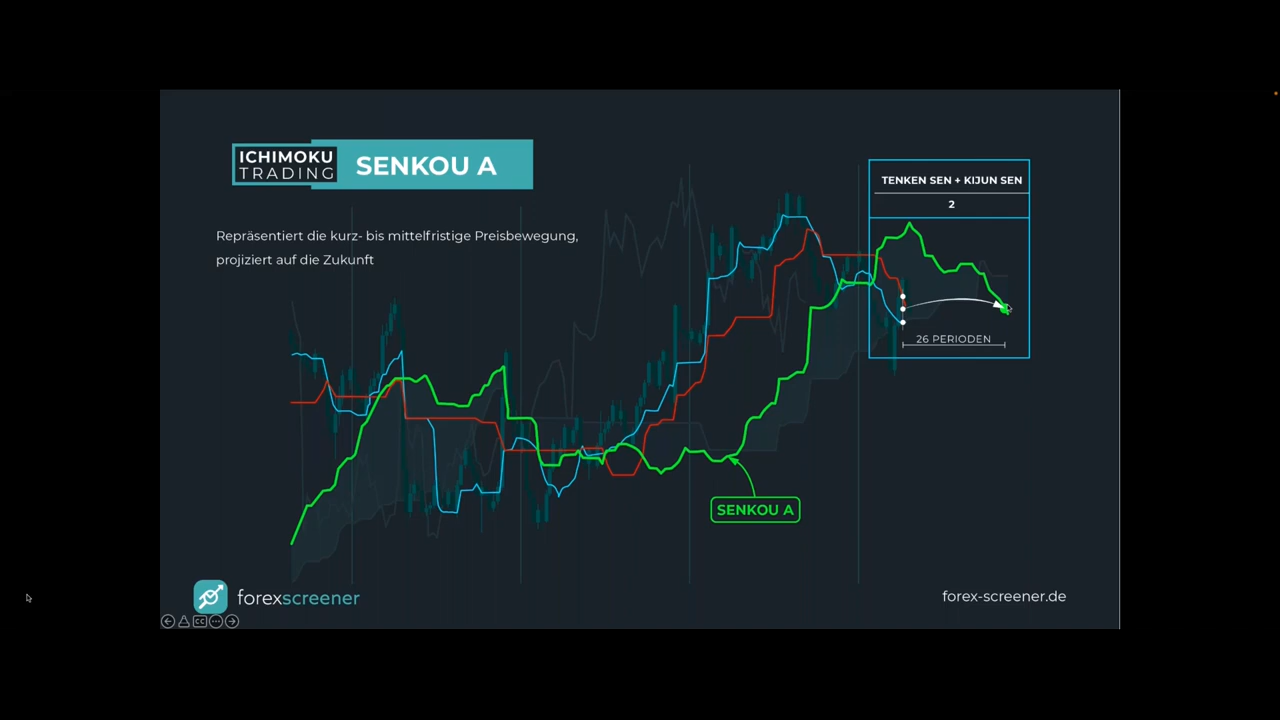 ICHIMOKU
TRADING
SENKOU A
Repräsentiert die kurz- bis mittelfristige Preisbewegung,
projiziert auf die Zukunft
TENKEN SEN + KIJUN SEN
2
26 PERIODEN
SENKOU A
forexscreener
forex-screener.de
CC